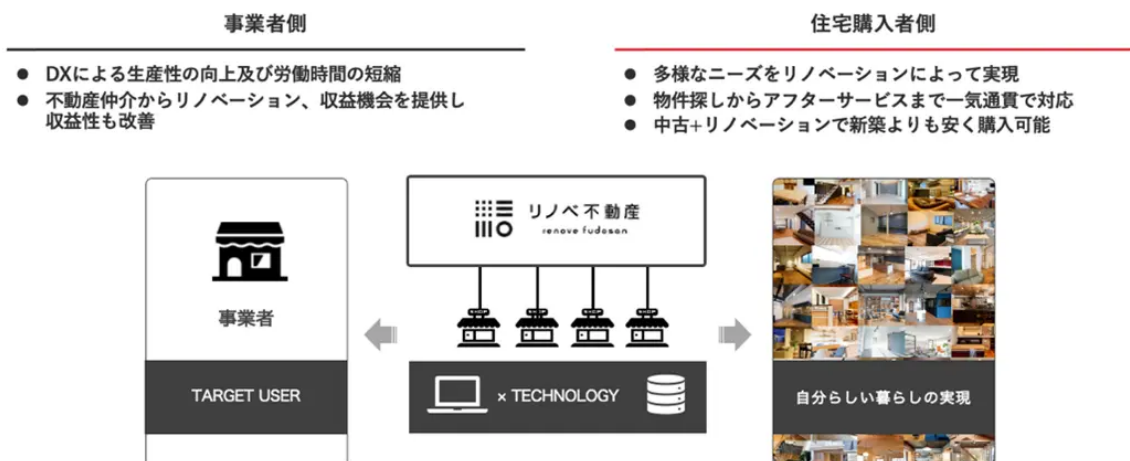 事業者側
● DXによる生産性の向上及び労働時間の短縮
● 不動産仲介からリノベーション、収益機会を提供し
収益性も改善
住宅購入者側
● 多様なニーズをリノベーションによって実現
● 物件探しからアフターサービスまで一気通貫で対応
● 中古+リノベーションで新築よりも安く購入可能
事業者
TARGET USER
リノベ不動産
renove fudosan
SHOP SHOP SHOP SHOP
× TECHNOLOGY
自分らしい暮らしの実現